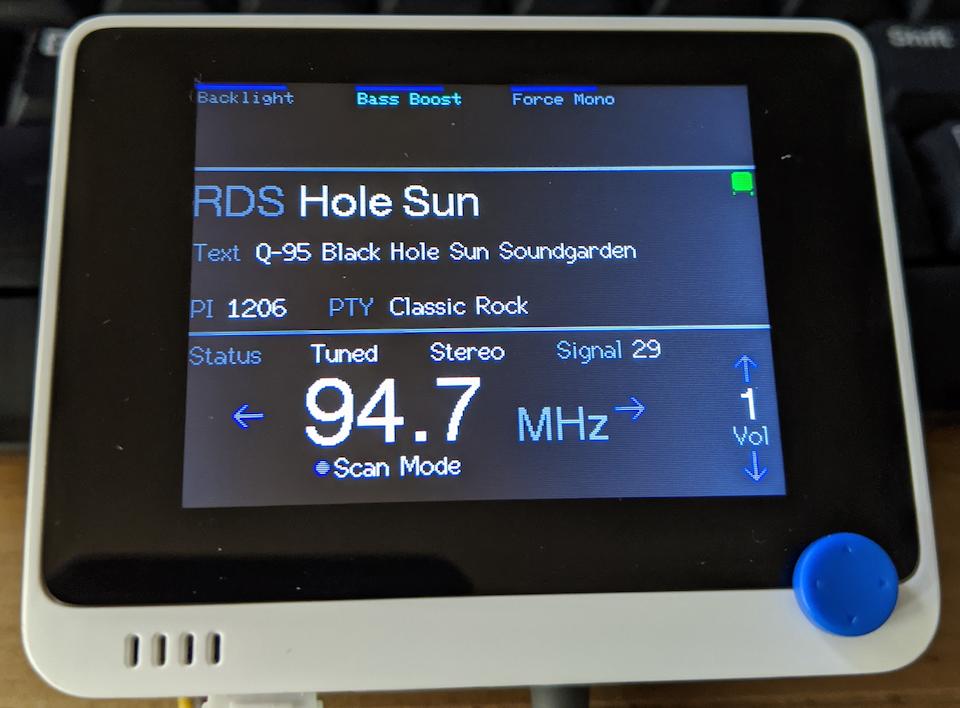 Shift
Backlight Bass Boost Force Mono
RDS Hole Sun
Text Q-95 Black Hole Sun Soundgarden
PI 1206 PTY Classic Rock
Status Tuned Stereo Signal 29
94.7 MHz 1
Vol
Scan Mode